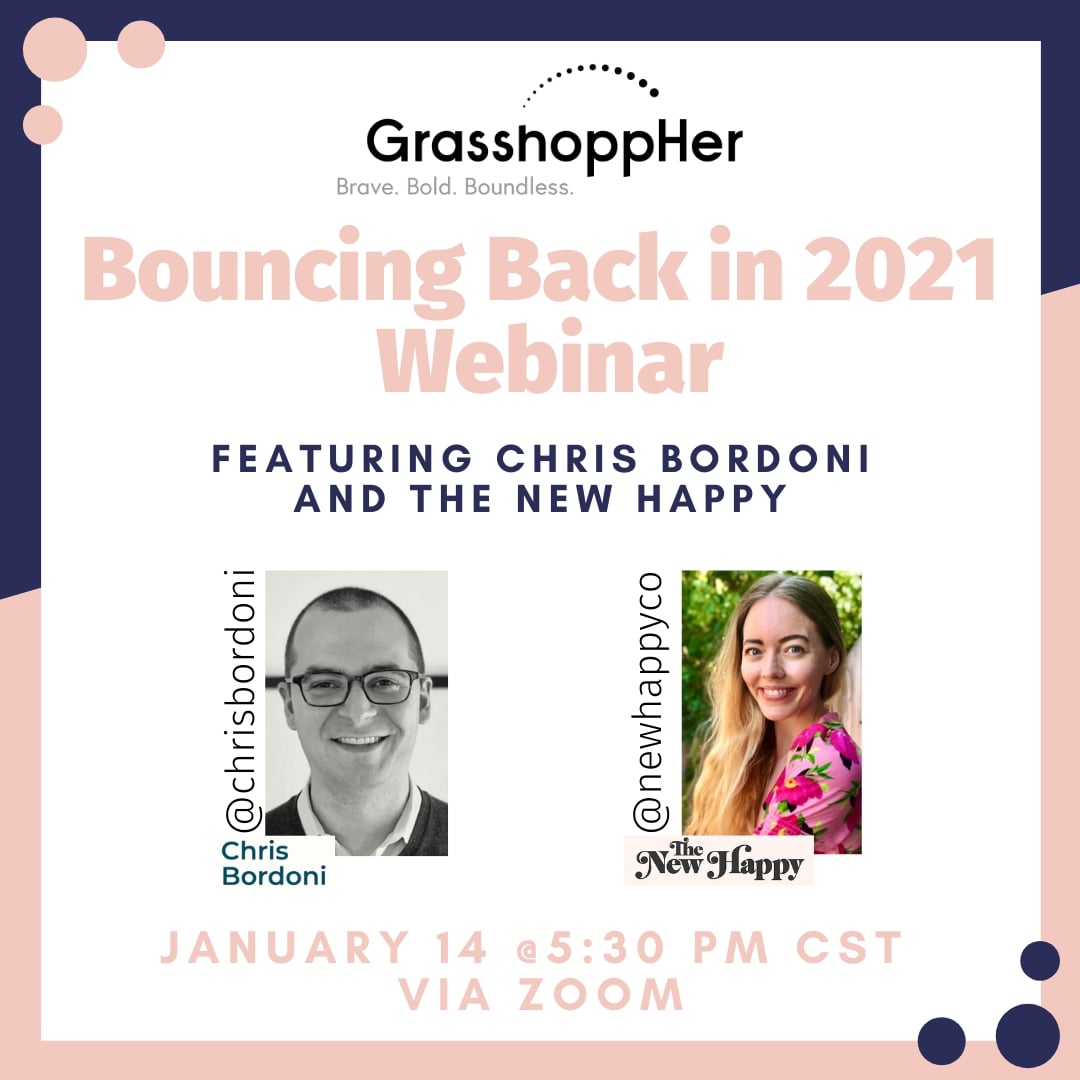 GrasshoppHer
Brave. Bold. Boundless.
Bouncing Back in 2021
Webinar
FEATURING CHRIS BORDONI
AND THE NEW HAPPY
@chrisbordoni
Chris
Bordoni
@newhappyco
The
New Happy
JANUARY 14 @5:30 PM CST
VIA ZOOM